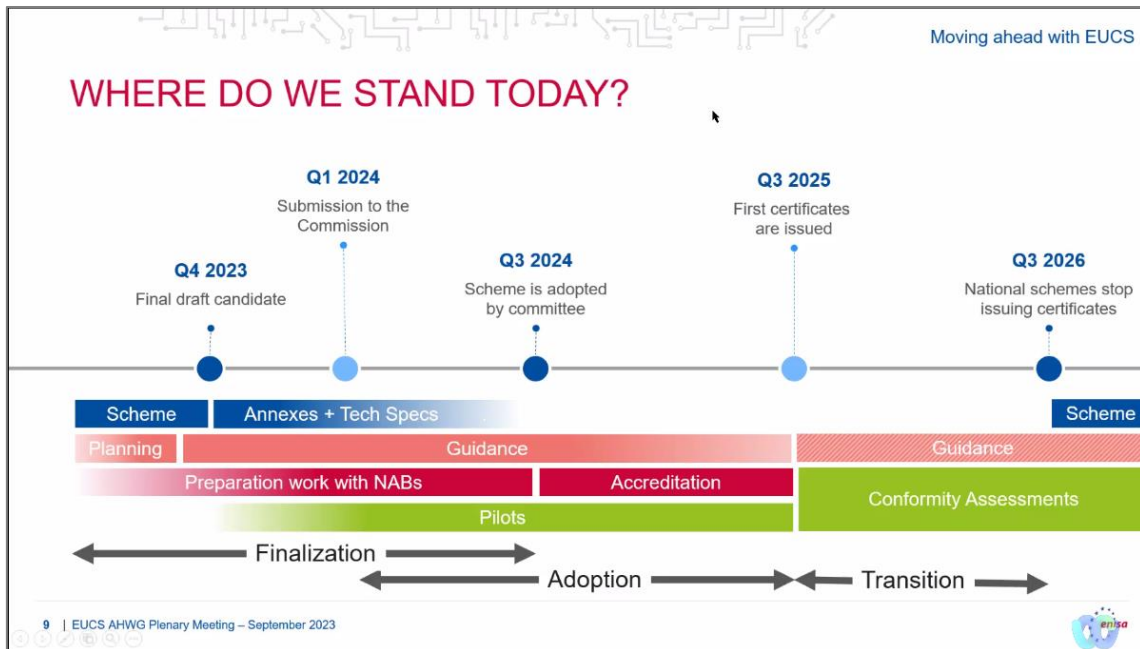 Moving ahead with EUCS
WHERE DO WE STAND TODAY?
Q1 2024
Submission to the
Commission
Q3 2025
First certificates
are issued
Q4 2023
Final draft candidate
Q3 2024
Scheme is adopted
by committee
Q3 2026
National schemes stop
issuing certificates
Scheme
Annexes + Tech Specs
Scheme
Planning
Guidance
Guidance
Preparation work with NABs
Accreditation
Conformity Assessments
Pilots
Finalization
Adoption
Transition
9 | EUCS AHWG Plenary Meeting – September 2023
enisa